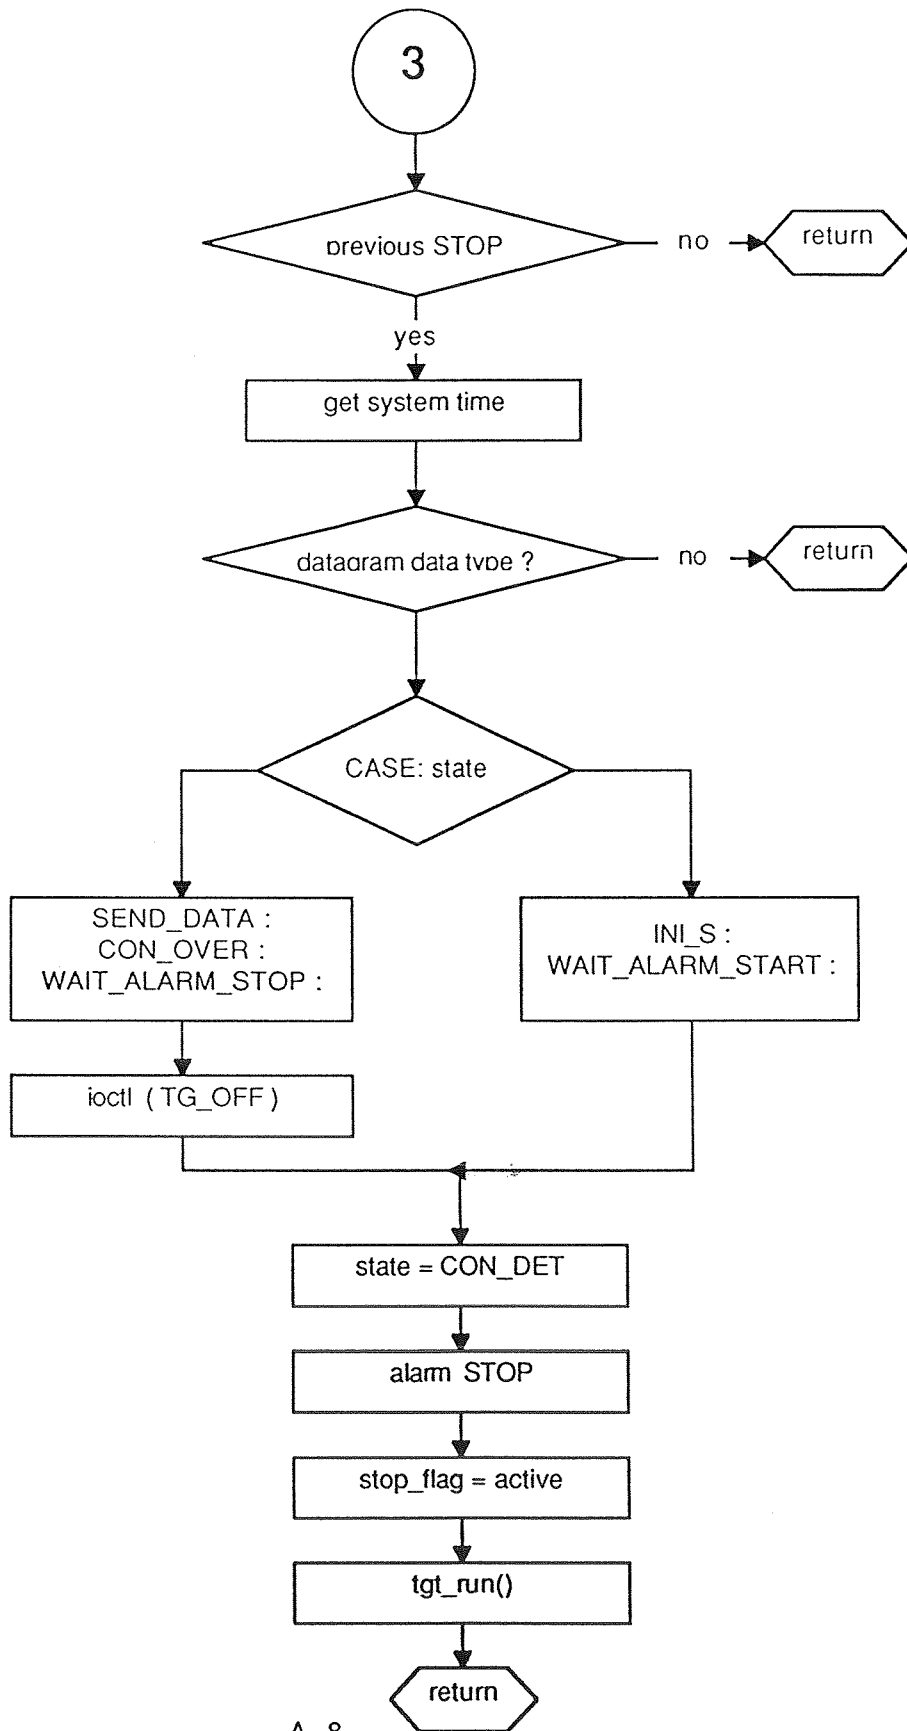 3
previous STOP
no
return
yes
get system time
datagram data type ?
no
return
CASE: state
SEND_DATA :
CON_OVER :
WAIT_ALARM_STOP :
INI_S :
WAIT_ALARM_START :
ioctl ( TG_OFF )
state = CON_DET
alarm STOP
stop_flag = active
tgt_run()
return
A 8